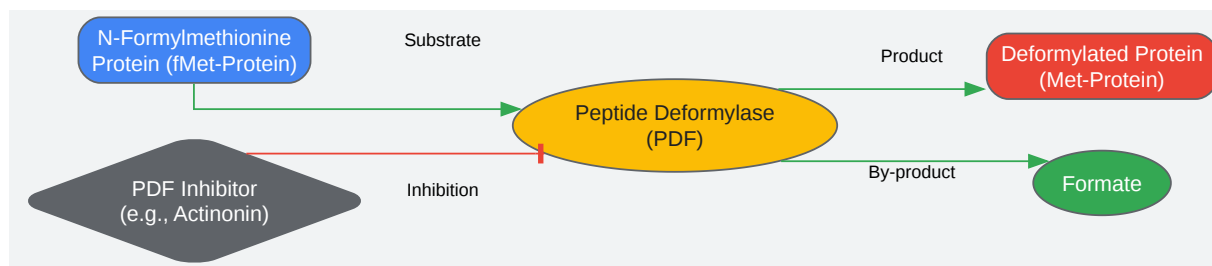 N-Formylmethionine
Protein (fMet-Protein)
Substrate
Product
Deformylated Protein
(Met-Protein)
Peptide Deformylase
(PDF)
PDF Inhibitor
(e.g., Actinonin)
Inhibition
By-product
Formate